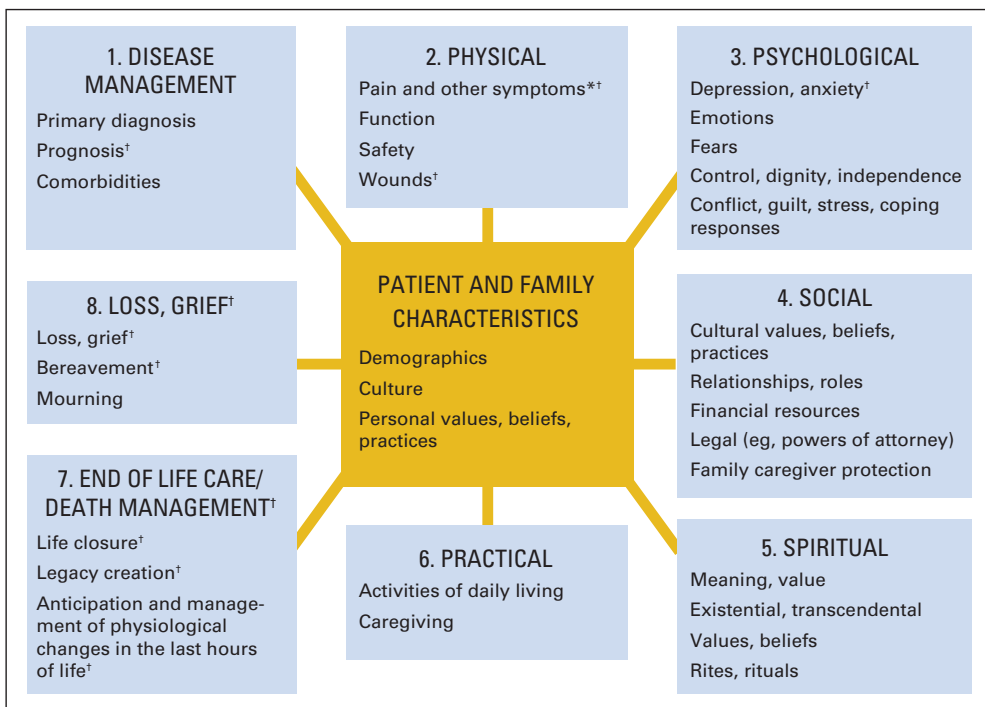 1. DISEASE
MANAGEMENT
Primary diagnosis
Prognosis†
Comorbidities
2. PHYSICAL
Pain and other symptoms*†
Function
Safety
Wounds†
3. PSYCHOLOGICAL
Depression, anxiety†
Emotions
Fears
Control, dignity, independence
Conflict, guilt, stress, coping
responses
8. LOSS, GRIEF†
Loss, grief†
Bereavement†
Mourning
PATIENT AND FAMILY
CHARACTERISTICS
Demographics
Culture
Personal values, beliefs,
practices
4. SOCIAL
Cultural values, beliefs,
practices
Relationships, roles
Financial resources
Legal (eg, powers of attorney)
Family caregiver protection
7. END OF LIFE CARE/
DEATH MANAGEMENT†
Life closure†
Legacy creation†
Anticipation and manage-
ment of physiological
changes in the last hours
of life†
6. PRACTICAL
Activities of daily living
Caregiving
5. SPIRITUAL
Meaning, value
Existential, transcendental
Values, beliefs
Rites, rituals